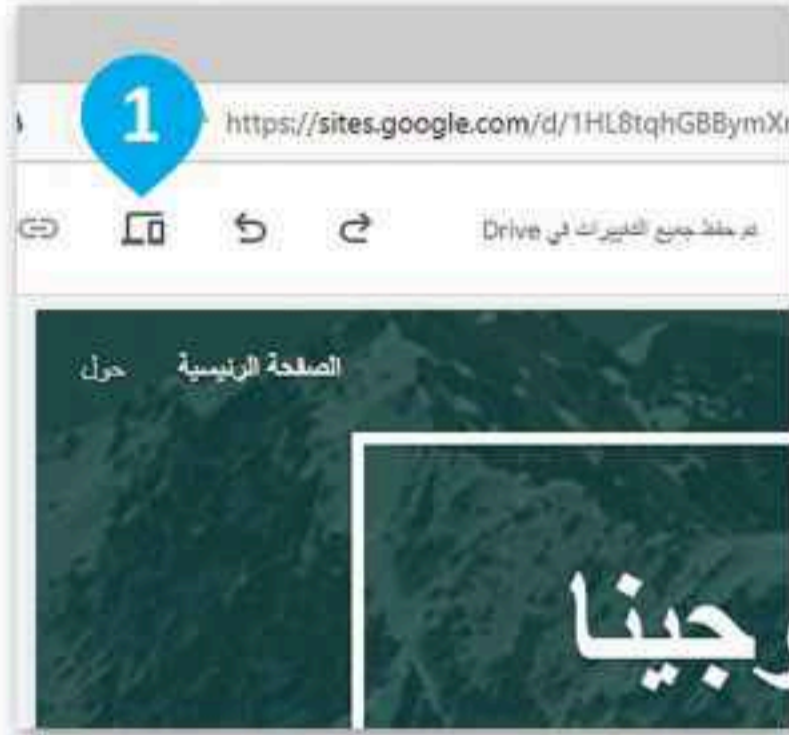 1
https://sites.google.com/d/1HL8tqhGBBymX
تم حفظ جميع التغييرات في Drive
الصفحة الرئيسية حول
جينا